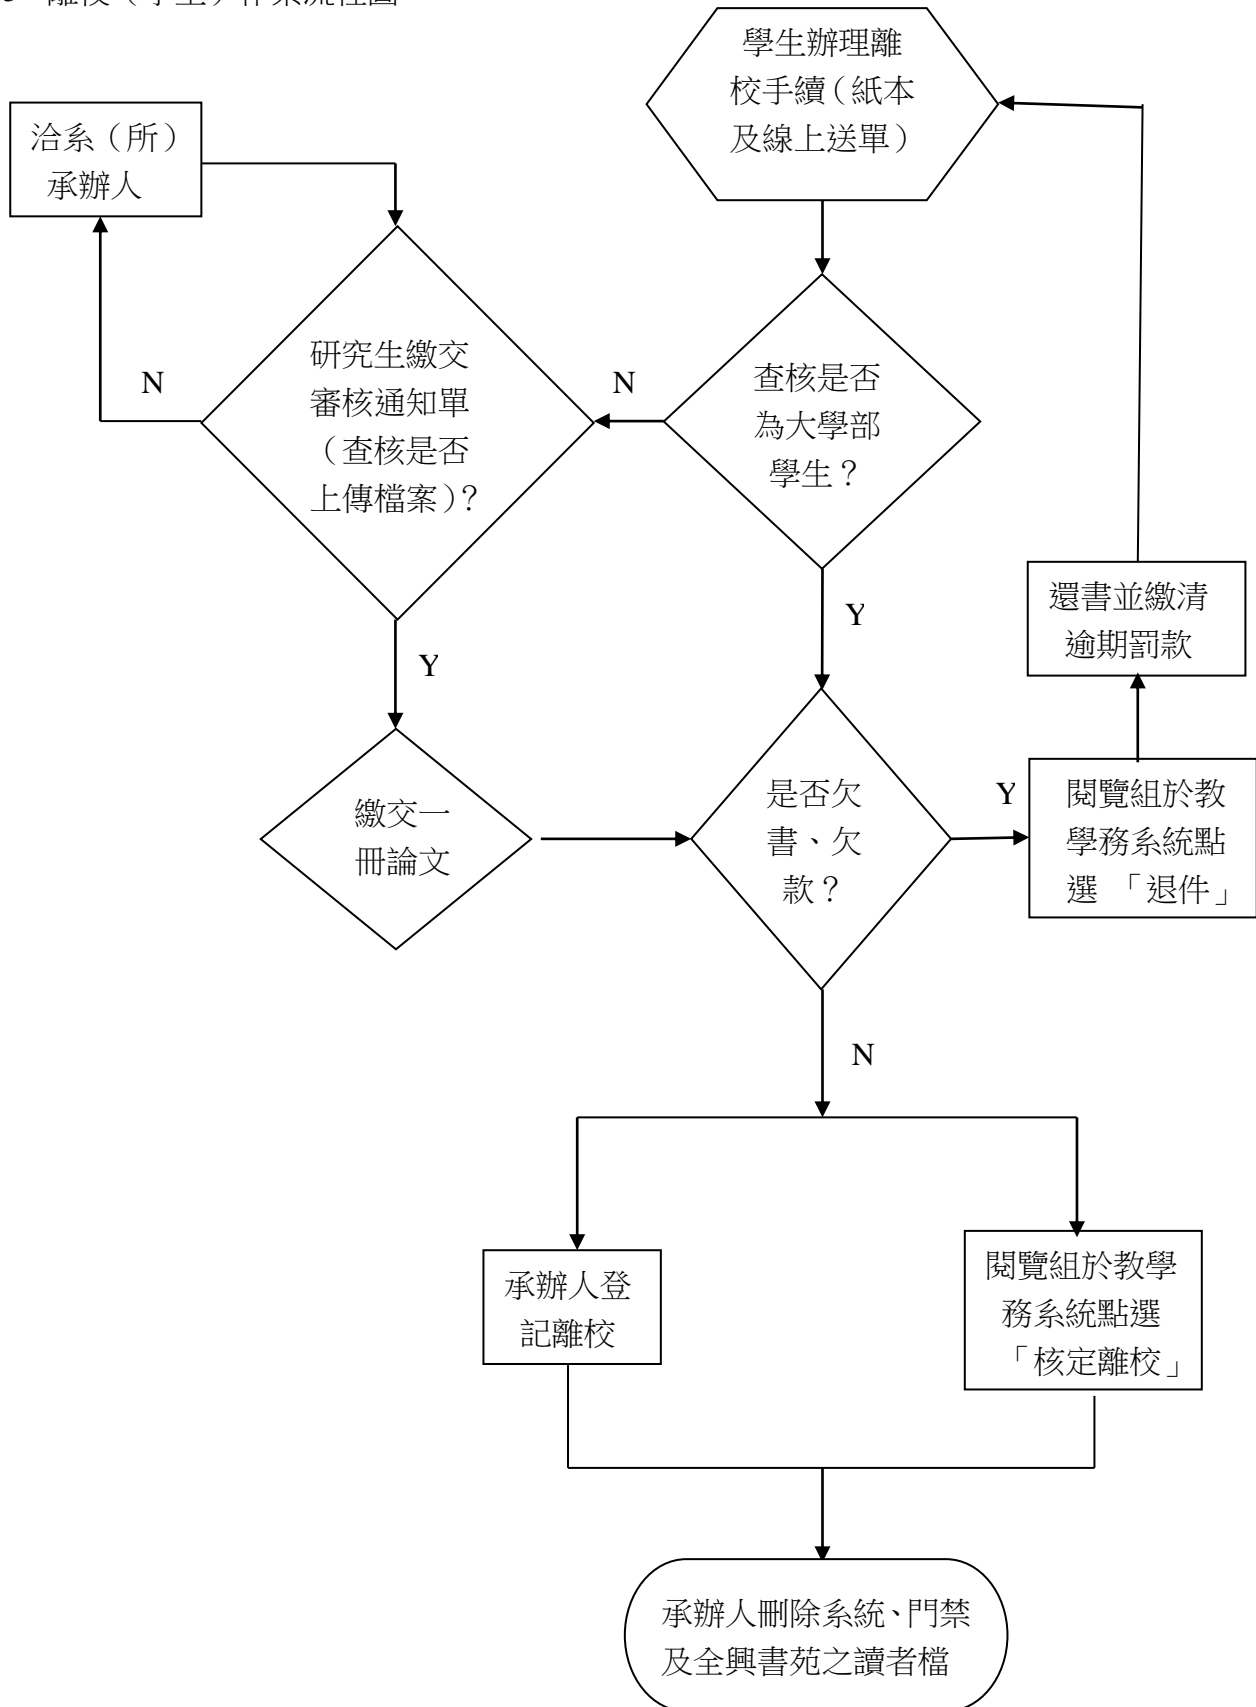 學生辦理離
校手續（紙本
及線上送單）
洽系（所）
承辦人
研究生繳交
審核通知單
（查核是否
上傳檔案）?
N
N
查核是否
為大學部
學生？
Y
Y
還書並繳清
逾期罰款
繳交一
冊論文
是否欠
書、欠
款？
Y
閱覽組於教
學務系統點
選 「退件」
N
承辦人登
記離校
閱覽組於教學
務系統點選
「核定離校」
承辦人刪除系統、門禁
及全興書苑之讀者檔